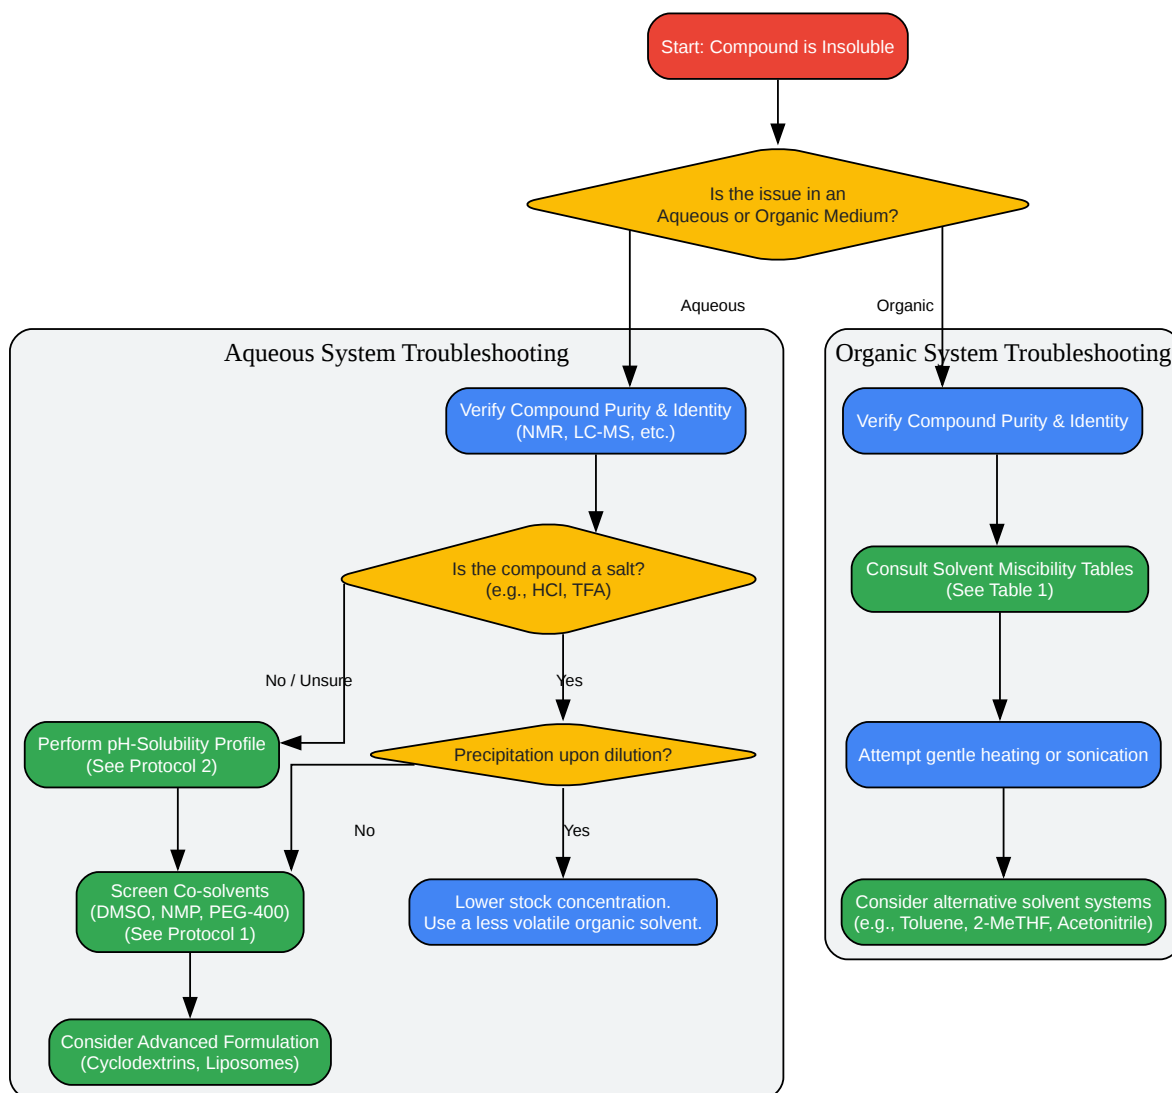 Start: Compound is Insoluble
Is the issue in an
Aqueous or Organic Medium?
Aqueous
Organic
Aqueous System Troubleshooting
Organic System Troubleshooting
Verify Compound Purity & Identity
(NMR, LC-MS, etc.)
Verify Compound Purity & Identity
Is the compound a salt?
(e.g., HCl, TFA)
Consult Solvent Miscibility Tables
(See Table 1)
No / Unsure
Yes
Perform pH-Solubility Profile
(See Protocol 2)
Precipitation upon dilution?
Attempt gentle heating or sonication
No
Yes
Screen Co-solvents
(DMSO, NMP, PEG-400)
(See Protocol 1)
Lower stock concentration.
Use a less volatile organic solvent.
Consider alternative solvent systems
(e.g., Toluene, 2-MeTHF, Acetonitrile)
Consider Advanced Formulation
(Cyclodextrins, Liposomes)